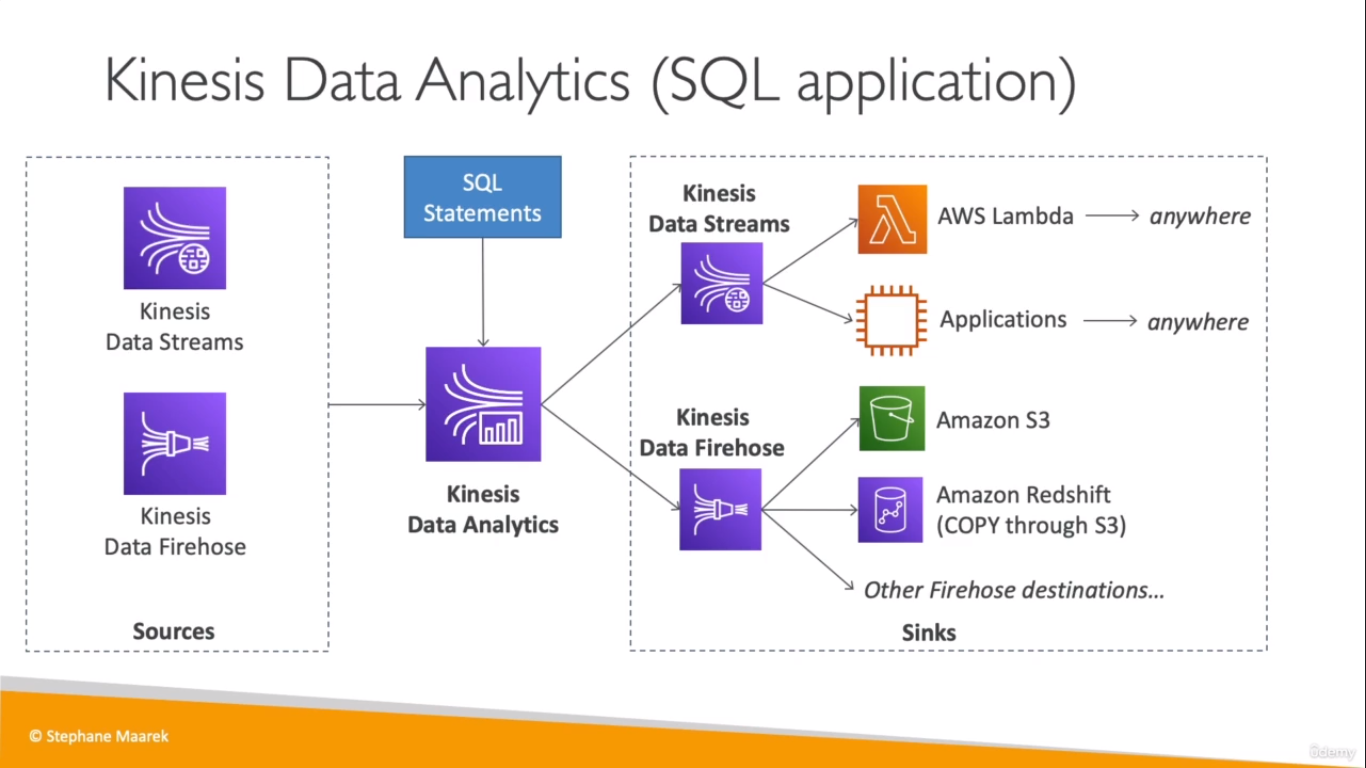 Kinesis Data Analytics (SQL application)
SQL
Statements
Kinesis
Data Streams
Kinesis
Data Firehose
Sources
Kinesis
Data Analytics
Kinesis
Data Streams
AWS Lambda
anywhere
Applications
anywhere
Kinesis
Data Firehose
Amazon S3
Amazon Redshift
(COPY through S3)
Other Firehose destinations...
Sinks
© Stephane Maarek
ûdemy